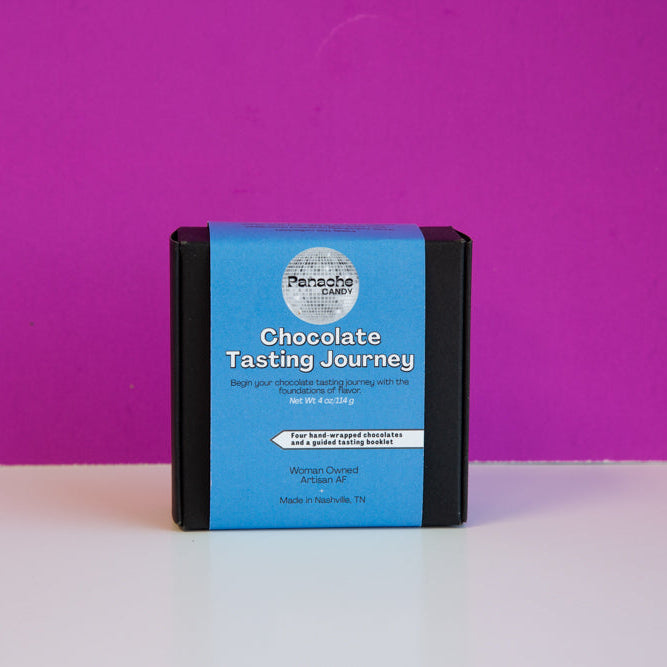 Panache
CANDY
Chocolate
Tasting Journey
Begin your chocolate tasting journey with the
foundations of flavor.
Net Wt 4 oz/114 g
Four hand-wrapped chocolates
and a guided tasting booklet
Woman Owned
Artisan AF
+
Made in Nashville, TN